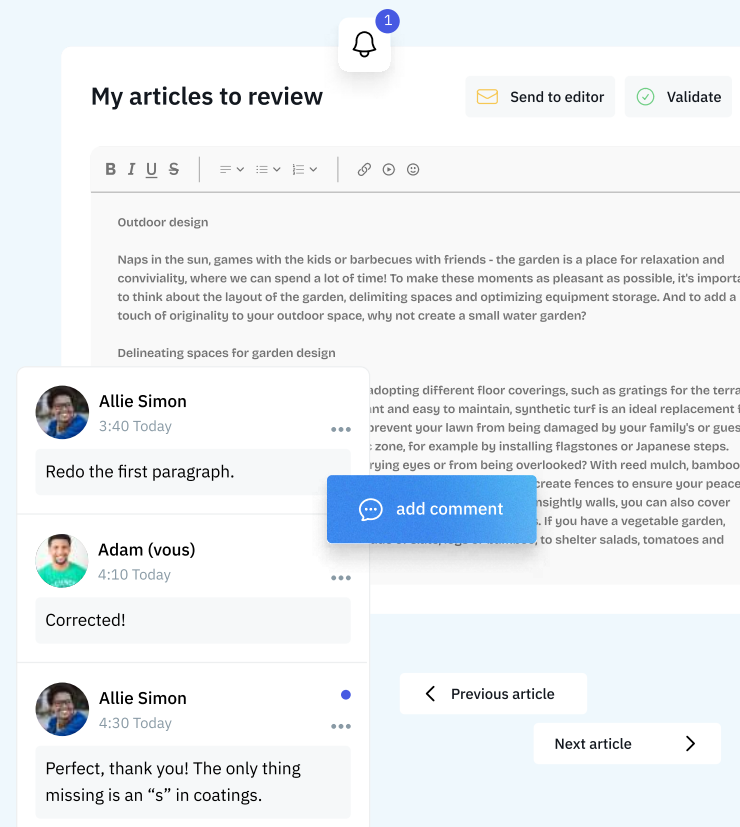 1
My articles to review
Send to editor
Validate
B I U S
Outdoor design
Naps in the sun, games with the kids or barbecues with friends - the garden is a place for relaxation and
conviviality, where we can spend a lot of time! To make these moments as pleasant as possible, it's importa
to think about the layout of the garden, delimiting spaces and optimizing equipment storage. And to add a
touch of originality to your outdoor space, why not create a small water garden?
Delineating spaces for garden design
adopting different floor coverings, such as gratings for the terra
nt and easy to maintain, synthetic turf is an ideal replacement f
prevent your lawn from being damaged by your family's or gues
c zone, for example by installing flagstones or Japanese steps.
rying eyes or from being overlooked? With reed mulch, bamboo
create fences to ensure your peace
nsightly walls, you can also cover
s. If you have a vegetable garden,
to shelter salads, tomatoes and
Allie Simon
3:40 Today
Redo the first paragraph.
add comment
Adam (vous)
4:10 Today
Corrected!
Allie Simon
4:30 Today
Perfect, thank you! The only thing
missing is an “s” in coatings.
Previous article
Next article